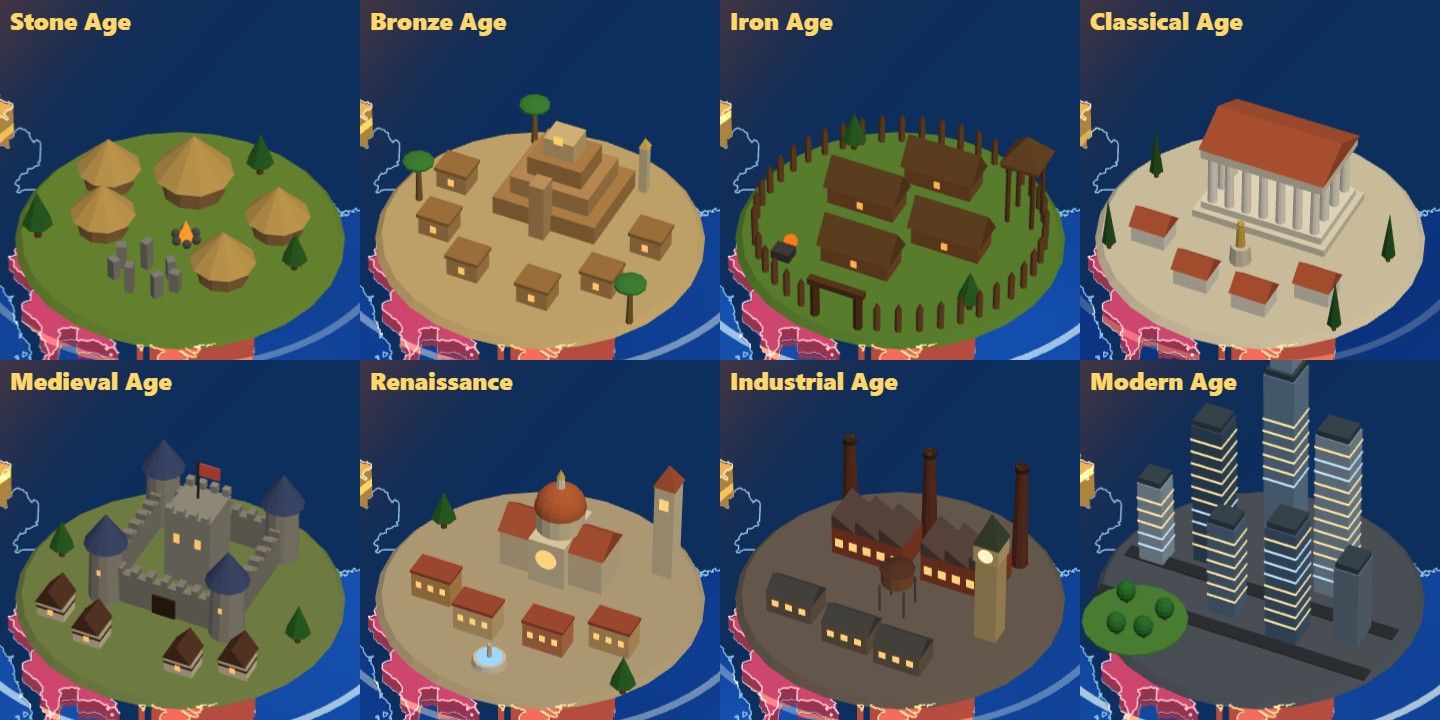 Stone Age
Bronze Age
Iron Age
Classical Age
Medieval Age
Renaissance
Industrial Age
Modern Age